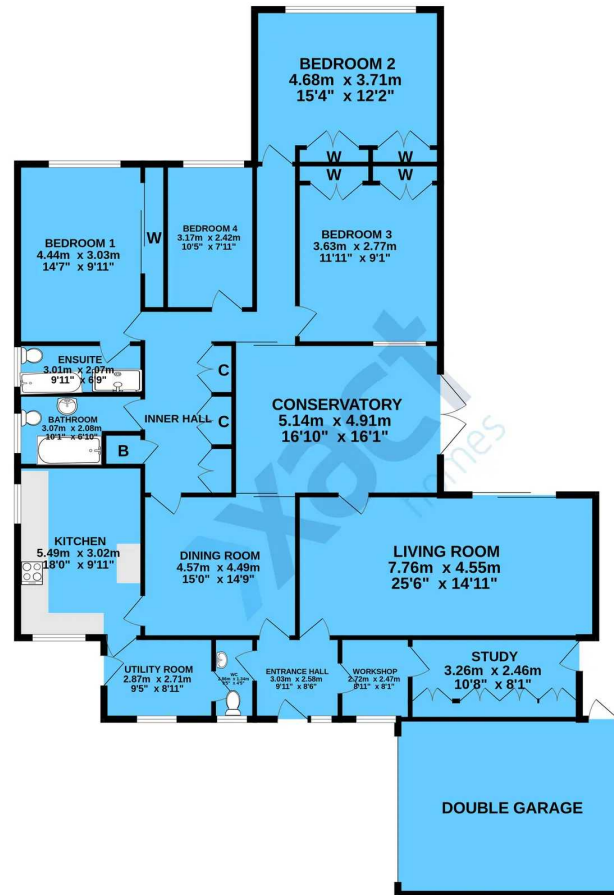 BEDROOM 2
4.68m x 3.71m
15'4" x 12'2"
W
W
W
W
BEDROOM 1
4.44m x 3.03m
14'7" x 9'11"
W
BEDROOM 4
3.17m x 2.42m
10'5" x 7'11"
BEDROOM 3
3.63m x 2.77m
11'11" x 9'1"
ENSUITE
3.01m x 2.07m
9'11" x 6'9"
BATHROOM
3.07m x 2.08m
10'1" x 6'10"
B
INNER HALL
C
C
CONSERVATORY
5.14m x 4.91m
16'10" x 16'1"
axact
homes
KITCHEN
5.49m x 3.02m
18'0" x 9'11"
DINING ROOM
4.57m x 4.49m
15'0" x 14'9"
LIVING ROOM
7.76m x 4.55m
25'6" x 14'11"
UTILITY ROOM
2.87m x 2.71m
9'5" x 8'11"
WC
ENTRANCE HALL
3.03m x 2.58m
9'11" x 8'6"
WORKSHOP
2.72m x 2.47m
8'11" x 8'1"
STUDY
3.26m x 2.46m
10'8" x 8'1"
DOUBLE GARAGE